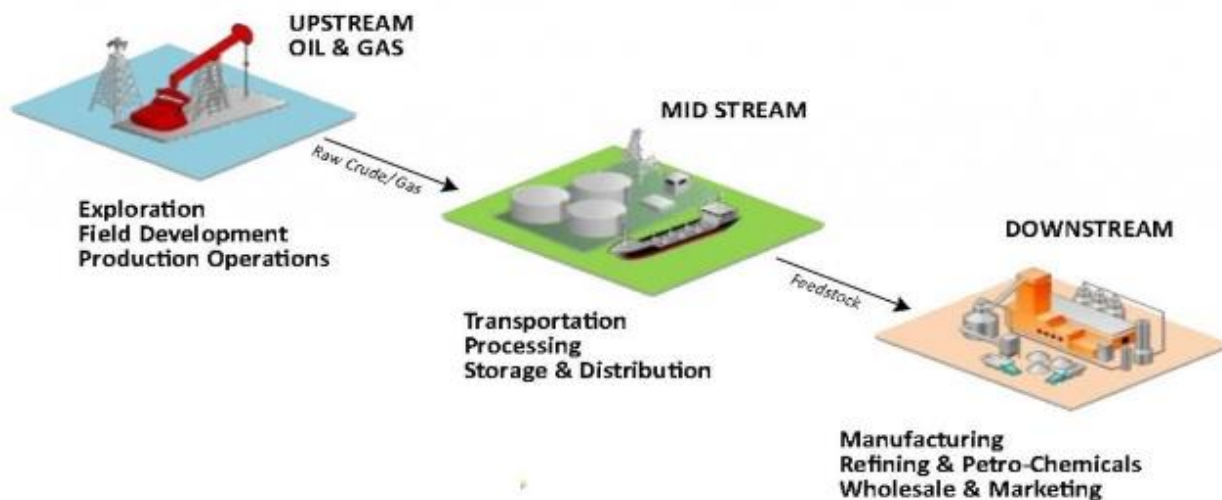 UPSTREAM
OIL & GAS
Raw Crude/Gas
Exploration
Field Development
Production Operations
MID STREAM
Feedstock
Transportation
Processing
Storage & Distribution
DOWNSTREAM
Manufacturing
Refining & Petro-Chemicals
Wholesale & Marketing